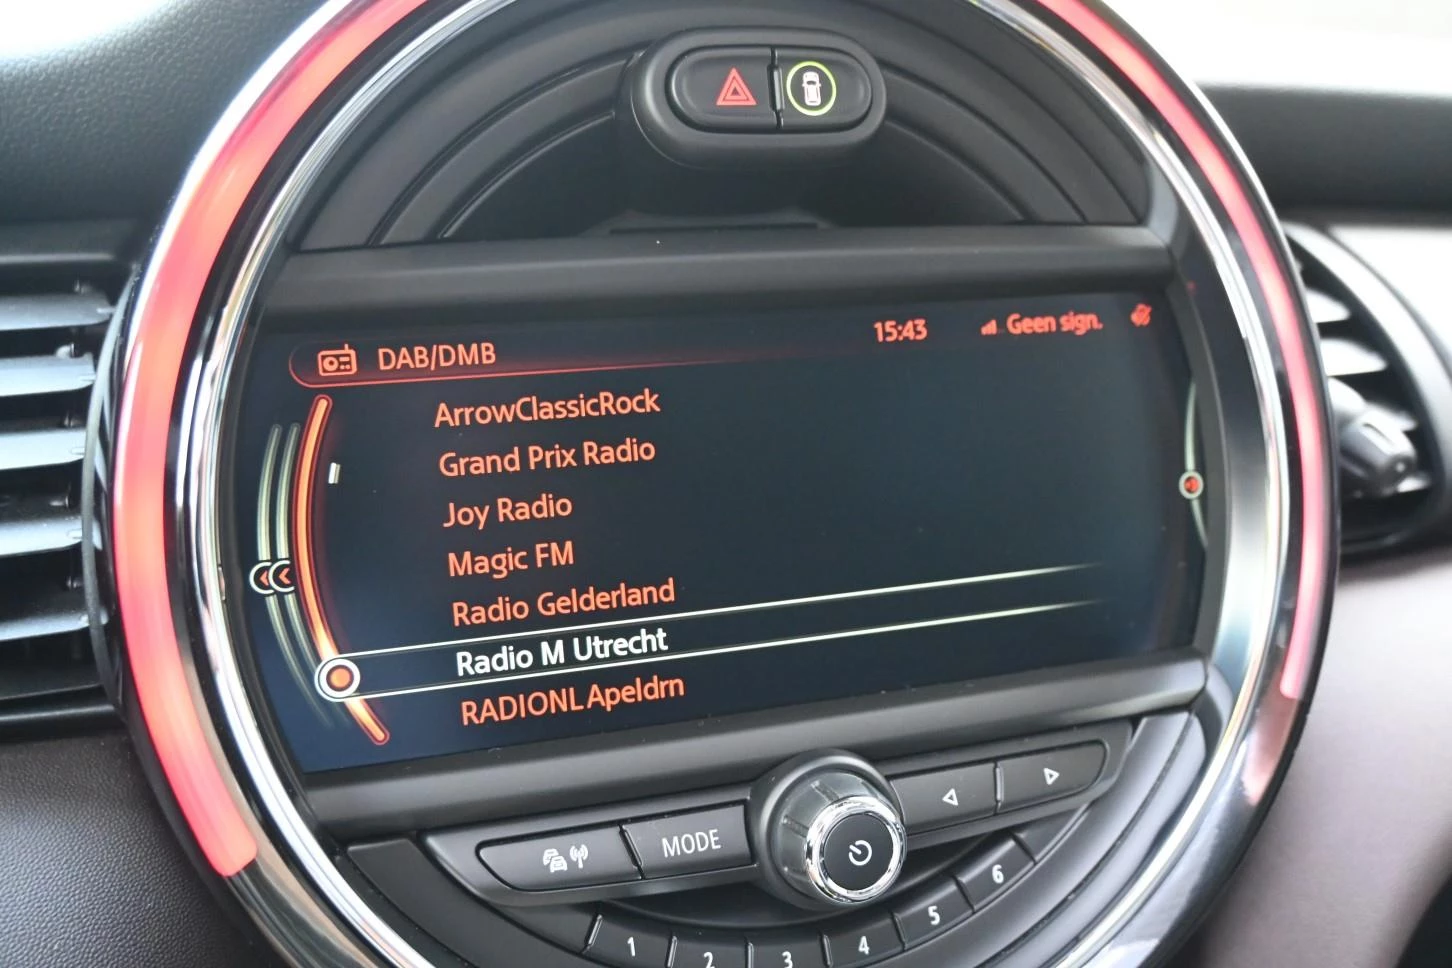 15:43 Geen sign.
DAB/DMB
ArrowClassicRock
Grand Prix Radio
Joy Radio
Magic FM
Radio Gelderland
Radio M Utrecht
RADIONL Apeldrn
MODE
1 2 3 4 5 6